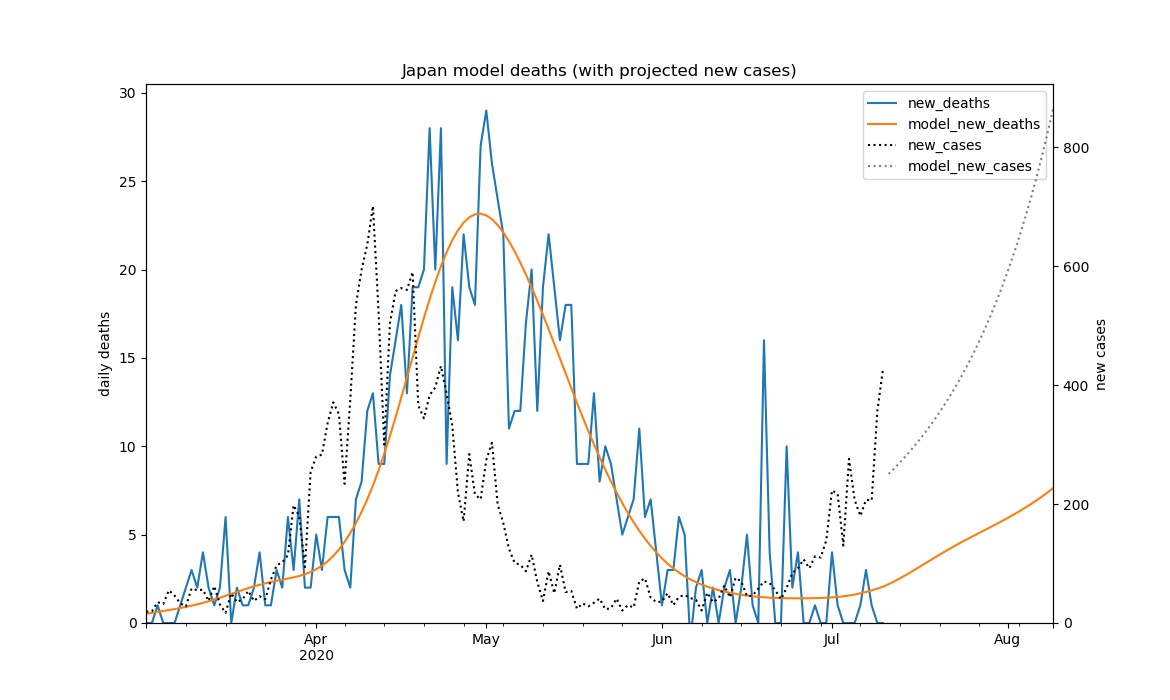 Japan model deaths (with projected new cases)
new_deaths
model_new_deaths
new_cases
model_new_cases
30
25
20
15
10
5
0
daily deaths
800
600
400
200
0
new cases
Apr
2020
May
Jun
Jul
Aug